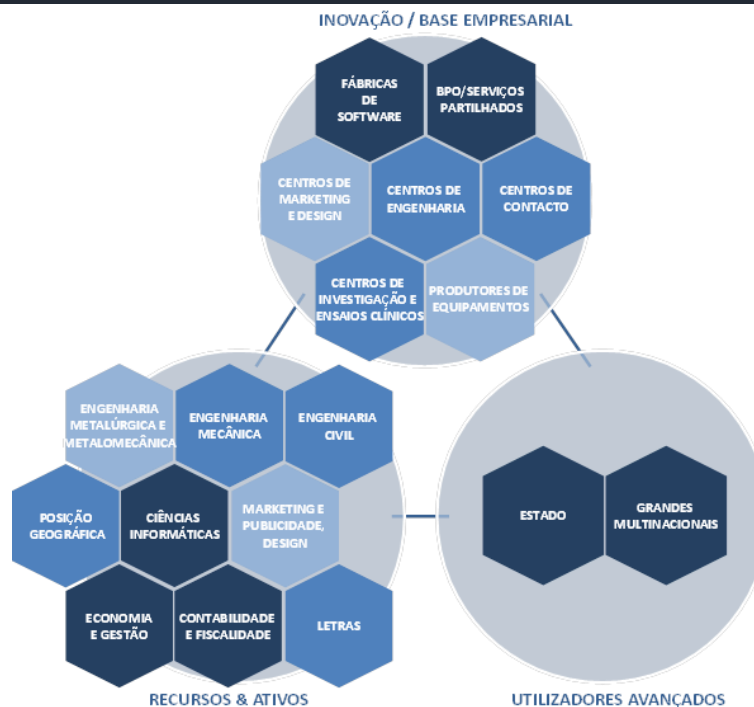 INOVAÇÃO / BASE EMPRESARIAL
FÁBRICAS
DE
SOFTWARE
BPO/SERVIÇOS
PARTILHADOS
CENTROS DE
MARKETING
E DESIGN
CENTROS DE
ENGENHARIA
CENTROS DE
CONTACTO
CENTROS DE
INVESTIGAÇÃO E
ENSAIOS CLÍNICOS
PRODUTORES DE
EQUIPAMENTOS
ENGENHARIA
METALÚRGICA E
METALOMECÂNICA
ENGENHARIA
MECÂNICA
ENGENHARIA
CIVIL
POSIÇÃO
GEOGRÁFICA
CIÊNCIAS
INFORMÁTICAS
MARKETING E
PUBLICIDADE,
DESIGN
ECONOMIA
E GESTÃO
CONTABILIDADE
E FISCALIDADE
LETRAS
RECURSOS & ATIVOS
ESTADO
GRANDES
MULTINACIONAIS
UTILIZADORES AVANÇADOS